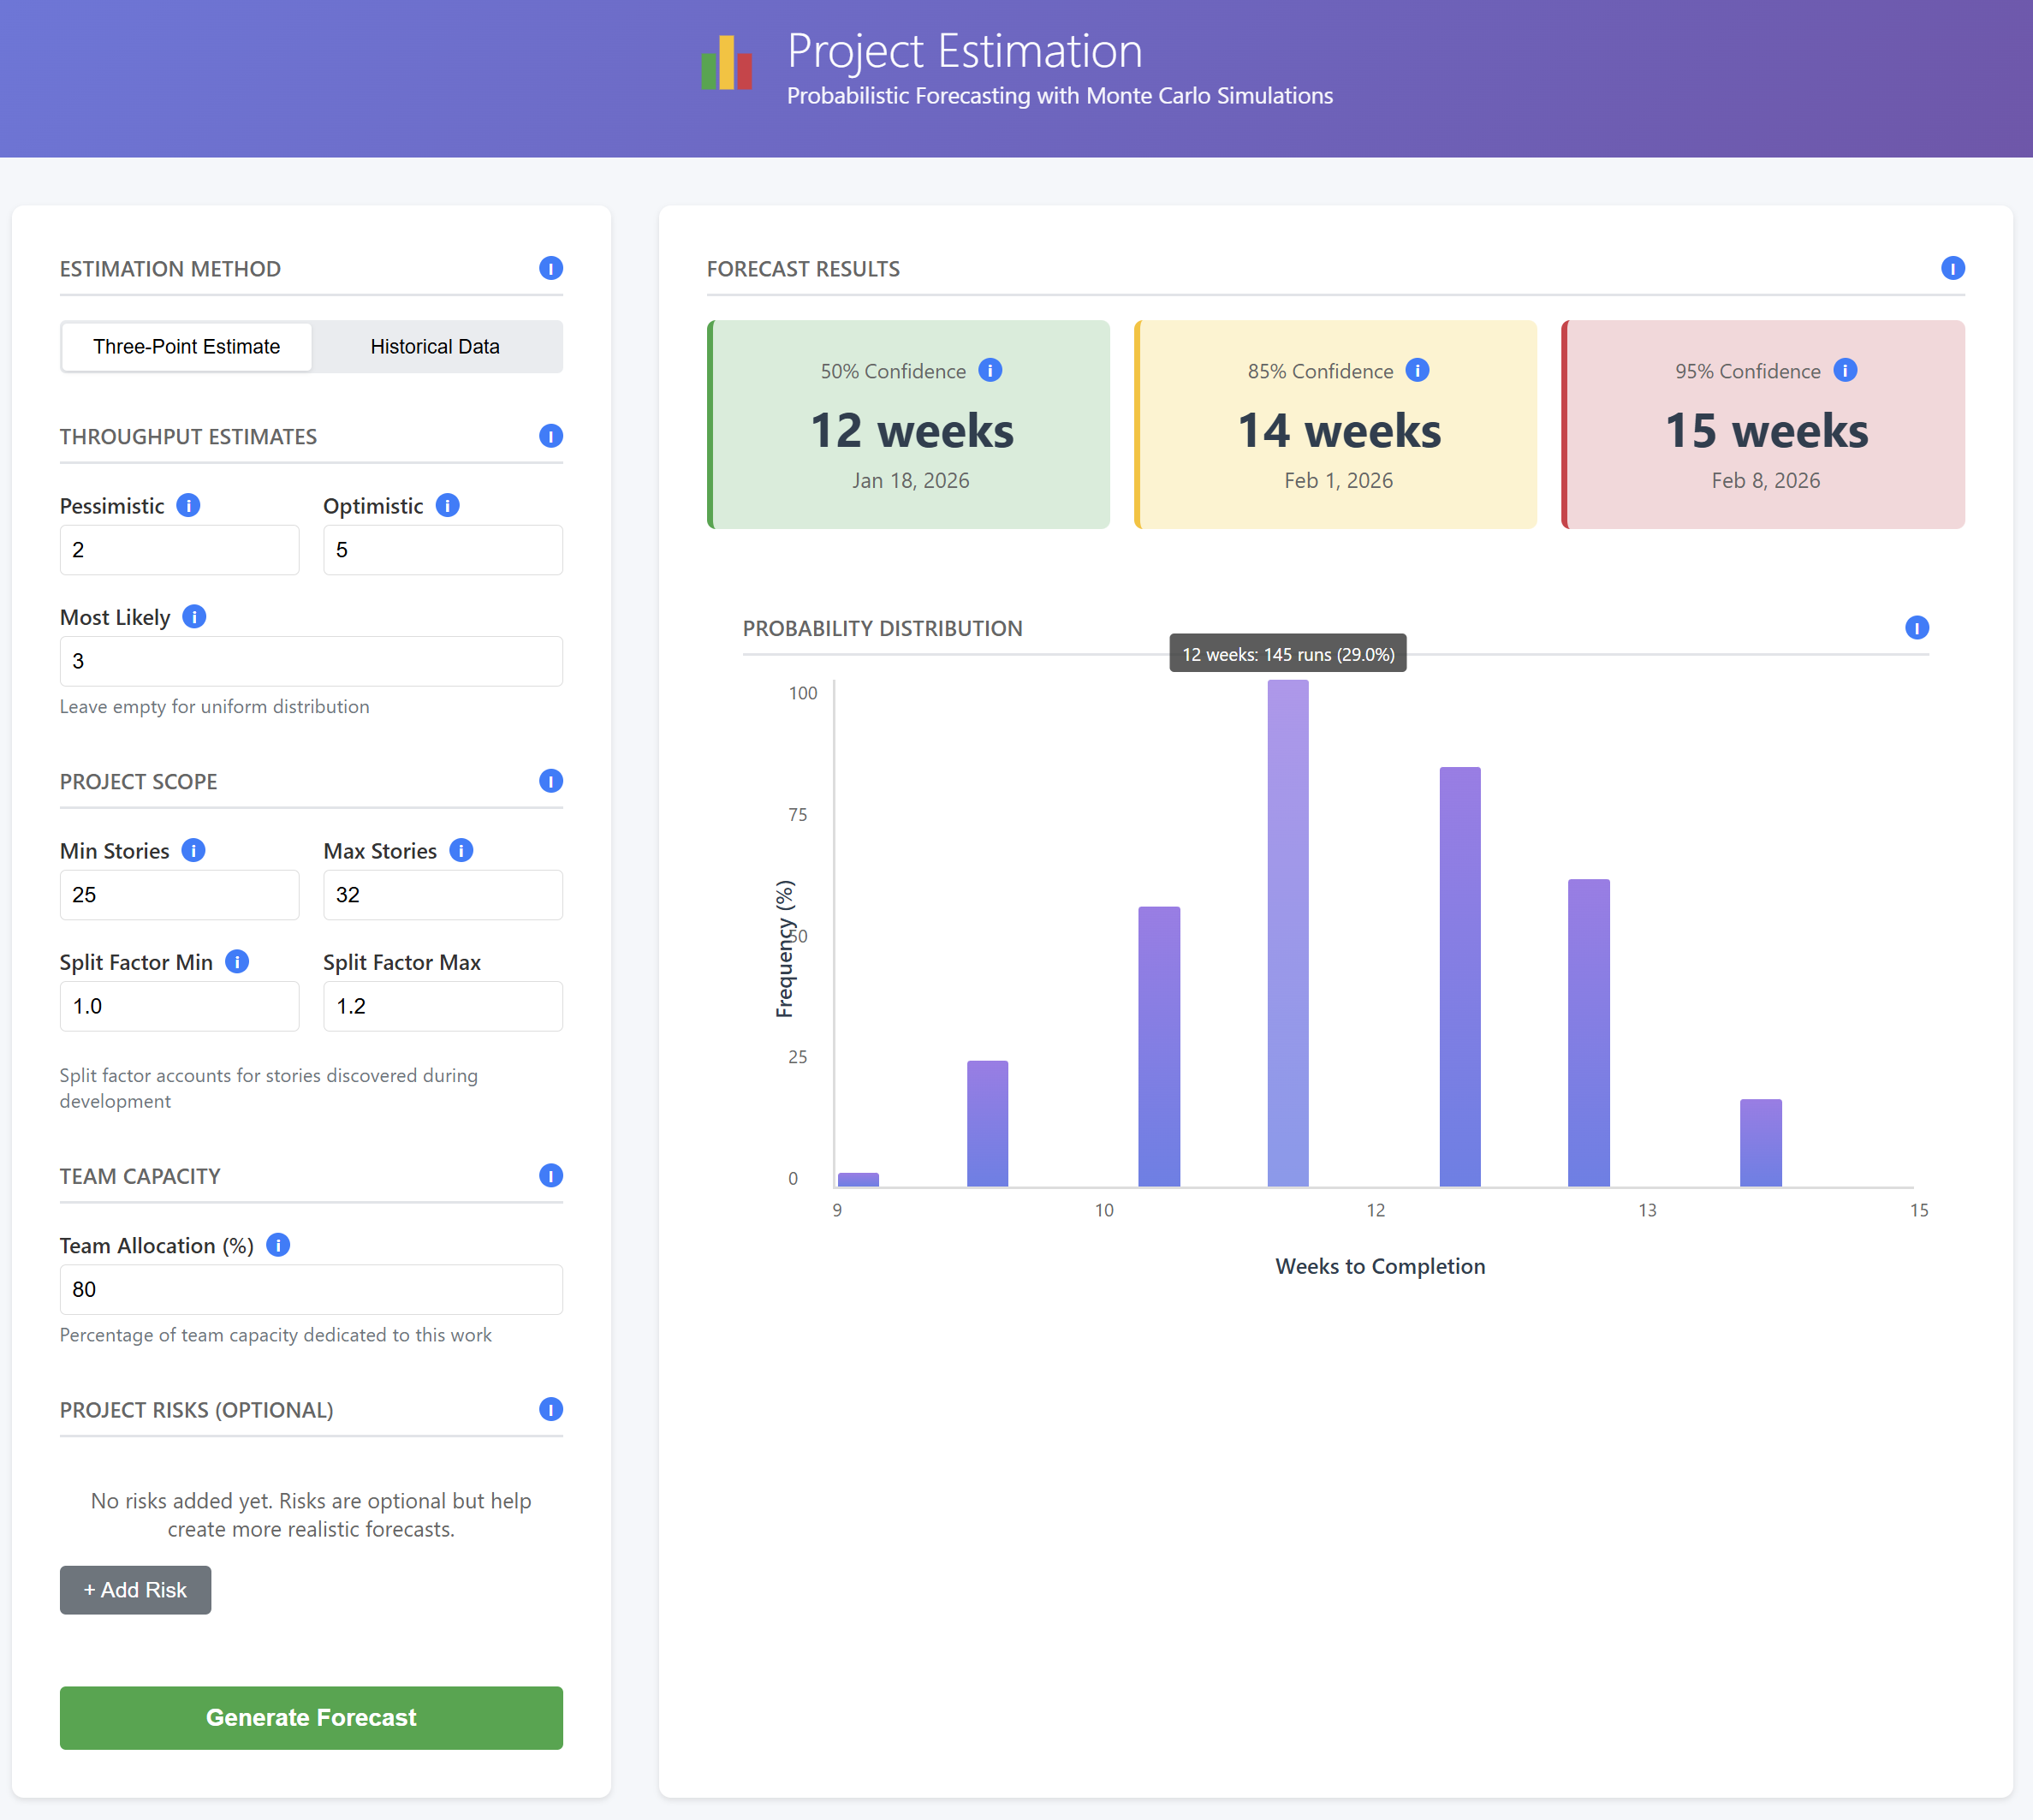 Project Estimation
Probabilistic Forecasting with Monte Carlo Simulations
ESTIMATION METHOD
I
Three-Point Estimate
Historical Data
THROUGHPUT ESTIMATES
I
Pessimistic i
Optimistic i
2
5
Most Likely i
3
Leave empty for uniform distribution
PROJECT SCOPE
I
Min Stories i
Max Stories i
25
32
Split Factor Min i
Split Factor Max
1.0
1.2
Split factor accounts for stories discovered during
development
TEAM CAPACITY
I
Team Allocation (%) i
80
Percentage of team capacity dedicated to this work
PROJECT RISKS (OPTIONAL)
I
No risks added yet. Risks are optional but help
create more realistic forecasts.
+ Add Risk
Generate Forecast
FORECAST RESULTS
I
50% Confidence i
12 weeks
Jan 18, 2026
85% Confidence i
14 weeks
Feb 1, 2026
95% Confidence i
15 weeks
Feb 8, 2026
PROBABILITY DISTRIBUTION
I
12 weeks: 145 runs (29.0%)
100
75
50
25
0
Frequency (%)
9
10
12
13
15
Weeks to Completion